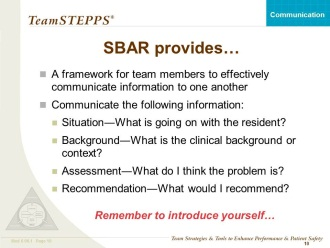 Communication
TeamSTEPPS®
SBAR provides…
A framework for team members to effectively
communicate information to one another
Communicate the following information:
Situation—What is going on with the resident?
Background—What is the clinical background or
context?
Assessment—What do I think the problem is?
Recommendation—What would I recommend?
Remember to introduce yourself…
Team Strategies & Tools to Enhance Performance & Patient Safety